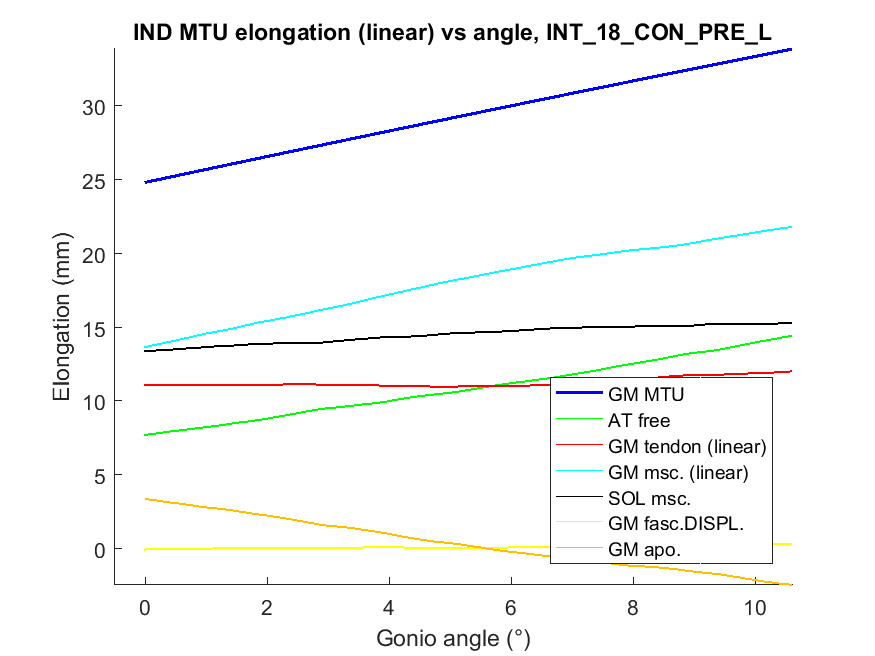 IND MTU elongation (linear) vs angle, INT_18_CON_PRE_L
Elongation (mm)
30
25
20
15
10
5
0
GM MTU
AT free
GM tendon (linear)
GM msc. (linear)
SOL msc.
GM fasc.DISPL.
GM apo.
0 2 4 6 8 10
Gonio angle (°)